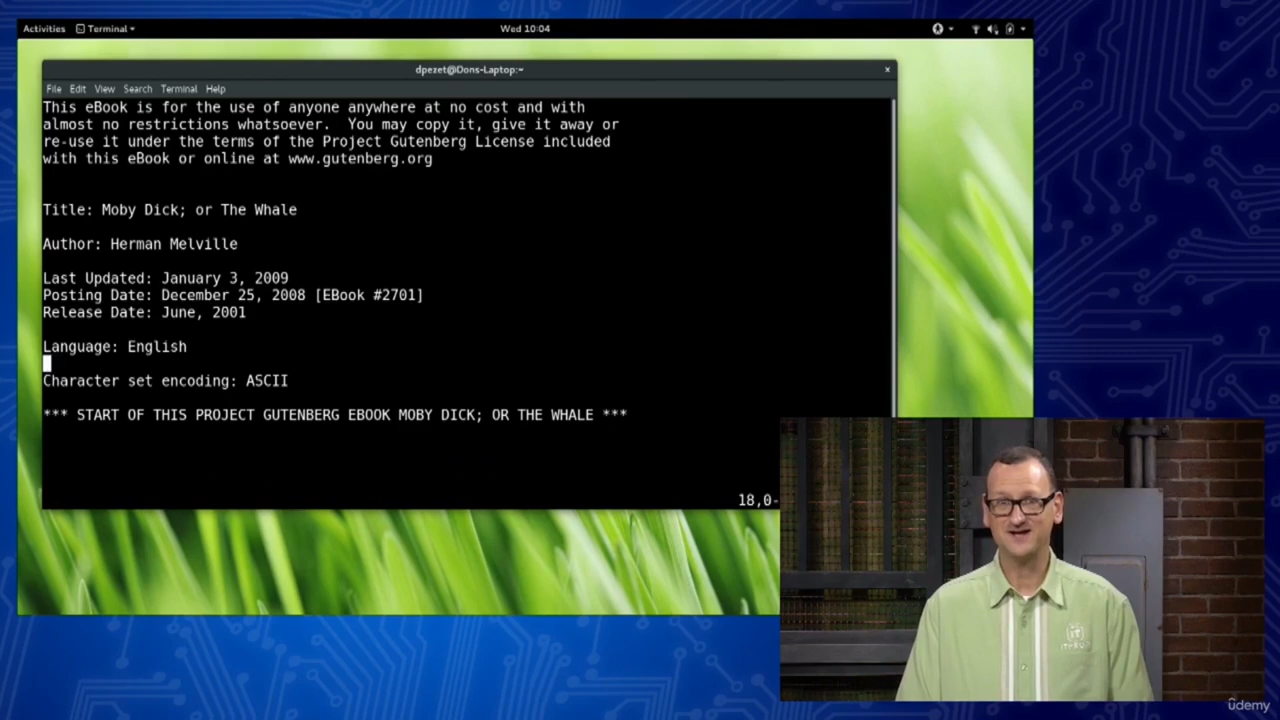 Activities Terminal Wed 10:04
dpezet@Dons-Laptop:~ ×
File Edit View Search Terminal Help
This eBook is for the use of anyone anywhere at no cost and with
almost no restrictions whatsoever.  You may copy it, give it away or
re-use it under the terms of the Project Gutenberg License included
with this eBook or online at www.gutenberg.org
Title: Moby Dick; or The Whale
Author: Herman Melville
Last Updated: January 3, 2009
Posting Date: December 25, 2008 [EBook #2701]
Release Date: June, 2001
Language: English
Character set encoding: ASCII
*** START OF THIS PROJECT GUTENBERG EBOOK MOBY DICK; OR THE WHALE ***
18,0-
udemy